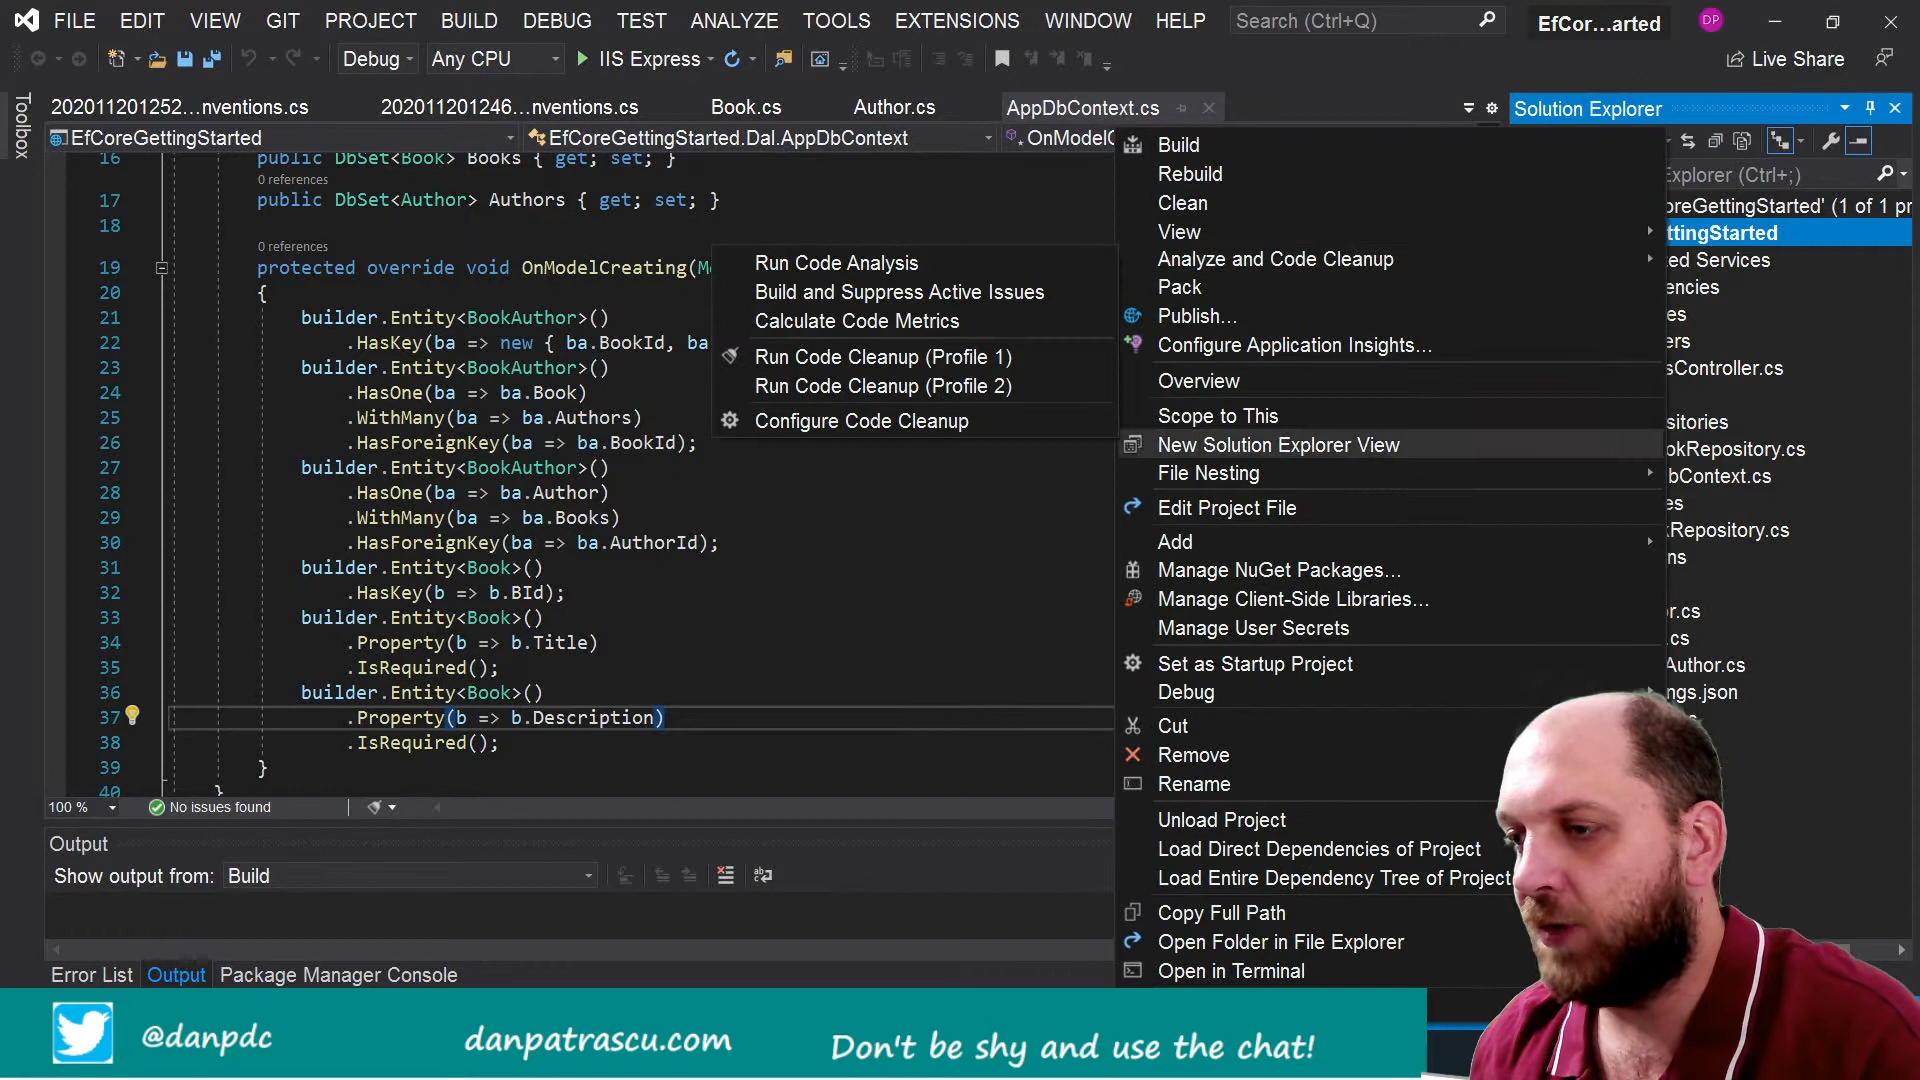 FILE EDIT VIEW GIT PROJECT BUILD DEBUG TEST ANALYZE TOOLS EXTENSIONS WINDOW HELP Search (Ctrl+Q) EfCor...arted DP
Debug Any CPU IIS Express Live Share
Toolbox
202011201252...nventions.cs 202011201246...nventions.cs Book.cs Author.cs AppDbContext.cs
EfCoreGettingStarted EfCoreGettingStarted.Dal.AppDbContext OnModelC
16 public DbSet<Book> Books { get; set; }
0 references
17 public DbSet<Author> Authors { get; set; }
18
0 references
19 protected override void OnModelCreating(Mo
20 {
21 builder.Entity<BookAuthor>()
22 .HasKey(ba => new { ba.BookId, ba
23 builder.Entity<BookAuthor>()
24 .HasOne(ba => ba.Book)
25 .WithMany(ba => ba.Authors)
26 .HasForeignKey(ba => ba.BookId);
27 builder.Entity<BookAuthor>()
28 .HasOne(ba => ba.Author)
29 .WithMany(ba => ba.Books)
30 .HasForeignKey(ba => ba.AuthorId);
31 builder.Entity<Book>()
32 .HasKey(b => b.BId);
33 builder.Entity<Book>()
34 .Property(b => b.Title)
35 .IsRequired();
36 builder.Entity<Book>()
37 .Property(b => b.Description)
38 .IsRequired();
39 }
40 }
100 % No issues found
Output
Show output from: Build
Error List Output Package Manager Console
Run Code Analysis
Build and Suppress Active Issues
Calculate Code Metrics
Run Code Cleanup (Profile 1)
Run Code Cleanup (Profile 2)
Configure Code Cleanup
Build
Rebuild
Clean
View
Analyze and Code Cleanup
Pack
Publish...
Configure Application Insights...
Overview
Scope to This
New Solution Explorer View
File Nesting
Edit Project File
Add
Manage NuGet Packages...
Manage Client-Side Libraries...
Manage User Secrets
Set as Startup Project
Debug
Cut
Remove
Rename
Unload Project
Load Direct Dependencies of Project
Load Entire Dependency Tree of Project
Copy Full Path
Open Folder in File Explorer
Open in Terminal
Solution Explorer
Explorer (Ctrl+;)
oreGettingStarted' (1 of 1 pr
ttingStarted
ted Services
encies
es
ers
sController.cs
sitories
okRepository.cs
bContext.cs
es
kRepository.cs
ns
or.cs
.cs
Author.cs
ngs.json
@danpdc danpatrascu.com Don't be shy and use the chat!